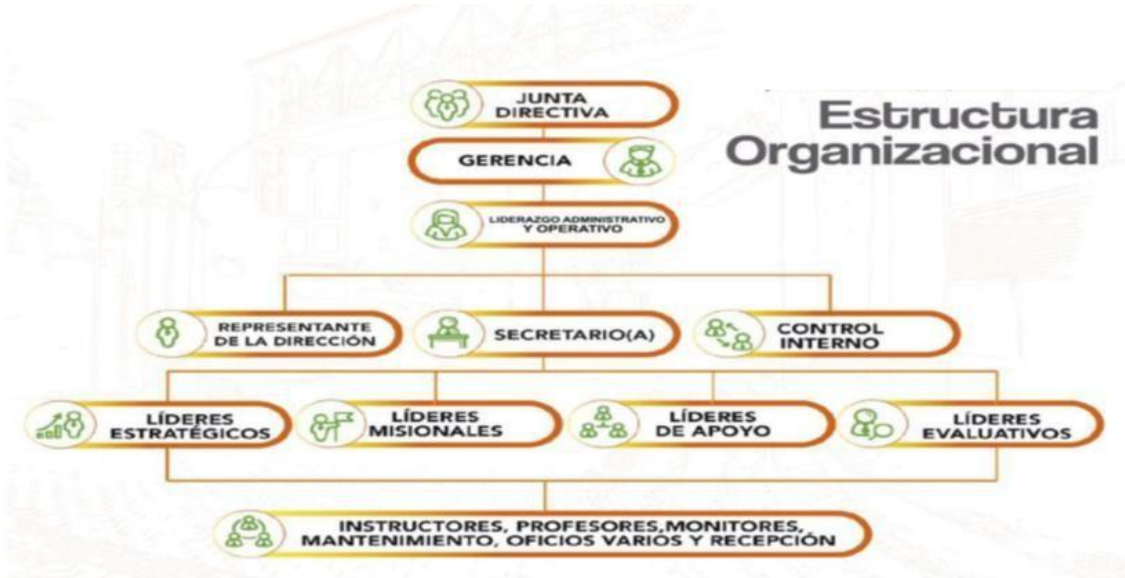 Estructura
Organizacional
JUNTA
DIRECTIVA
GERENCIA
LIDERAZGO ADMINISTRATIVO
Y OPERATIVO
REPRESENTANTE
DE LA DIRECCIÓN
SECRETARIO(A)
CONTROL
INTERNO
LÍDERES
ESTRATÉGICOS
LÍDERES
MISIONALES
LÍDERES
DE APOYO
LÍDERES
EVALUATIVOS
INSTRUCTORES, PROFESORES,MONITORES,
MANTENIMIENTO, OFICIOS VARIOS Y RECEPCIÓN